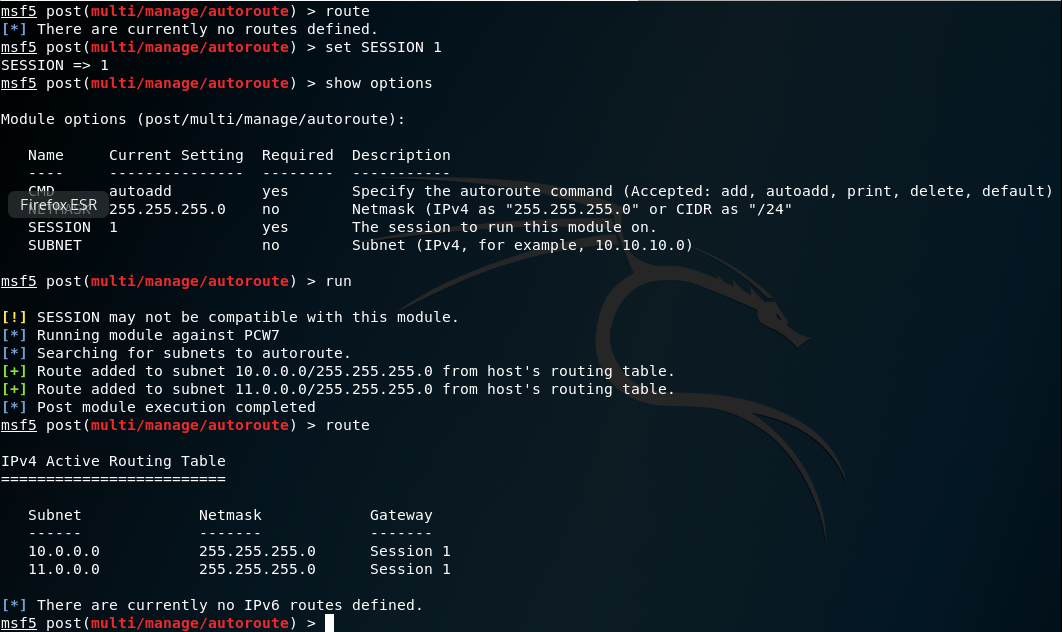 msf5 post(multi/manage/autoroute) > route
[*] There are currently no routes defined.
msf5 post(multi/manage/autoroute) > set SESSION 1
SESSION => 1
msf5 post(multi/manage/autoroute) > show options
Module options (post/multi/manage/autoroute):
Name Current Setting Required Description
---- --------------- -------- -----------
CMD autoadd yes Specify the autoroute command (Accepted: add, autoadd, print, delete, default)
Firefox ESR
NETMASK 255.255.255.0 no Netmask (IPv4 as "255.255.255.0" or CIDR as "/24"
SESSION 1 yes The session to run this module on.
SUBNET no Subnet (IPv4, for example, 10.10.10.0)
msf5 post(multi/manage/autoroute) > run
[!] SESSION may not be compatible with this module.
[*] Running module against PCW7
[*] Searching for subnets to autoroute.
[+] Route added to subnet 10.0.0.0/255.255.255.0 from host's routing table.
[+] Route added to subnet 11.0.0.0/255.255.255.0 from host's routing table.
[*] Post module execution completed
msf5 post(multi/manage/autoroute) > route
IPv4 Active Routing Table
=========================
Subnet Netmask Gateway
------ ------- -------
10.0.0.0 255.255.255.0 Session 1
11.0.0.0 255.255.255.0 Session 1
[*] There are currently no IPv6 routes defined.
msf5 post(multi/manage/autoroute) >